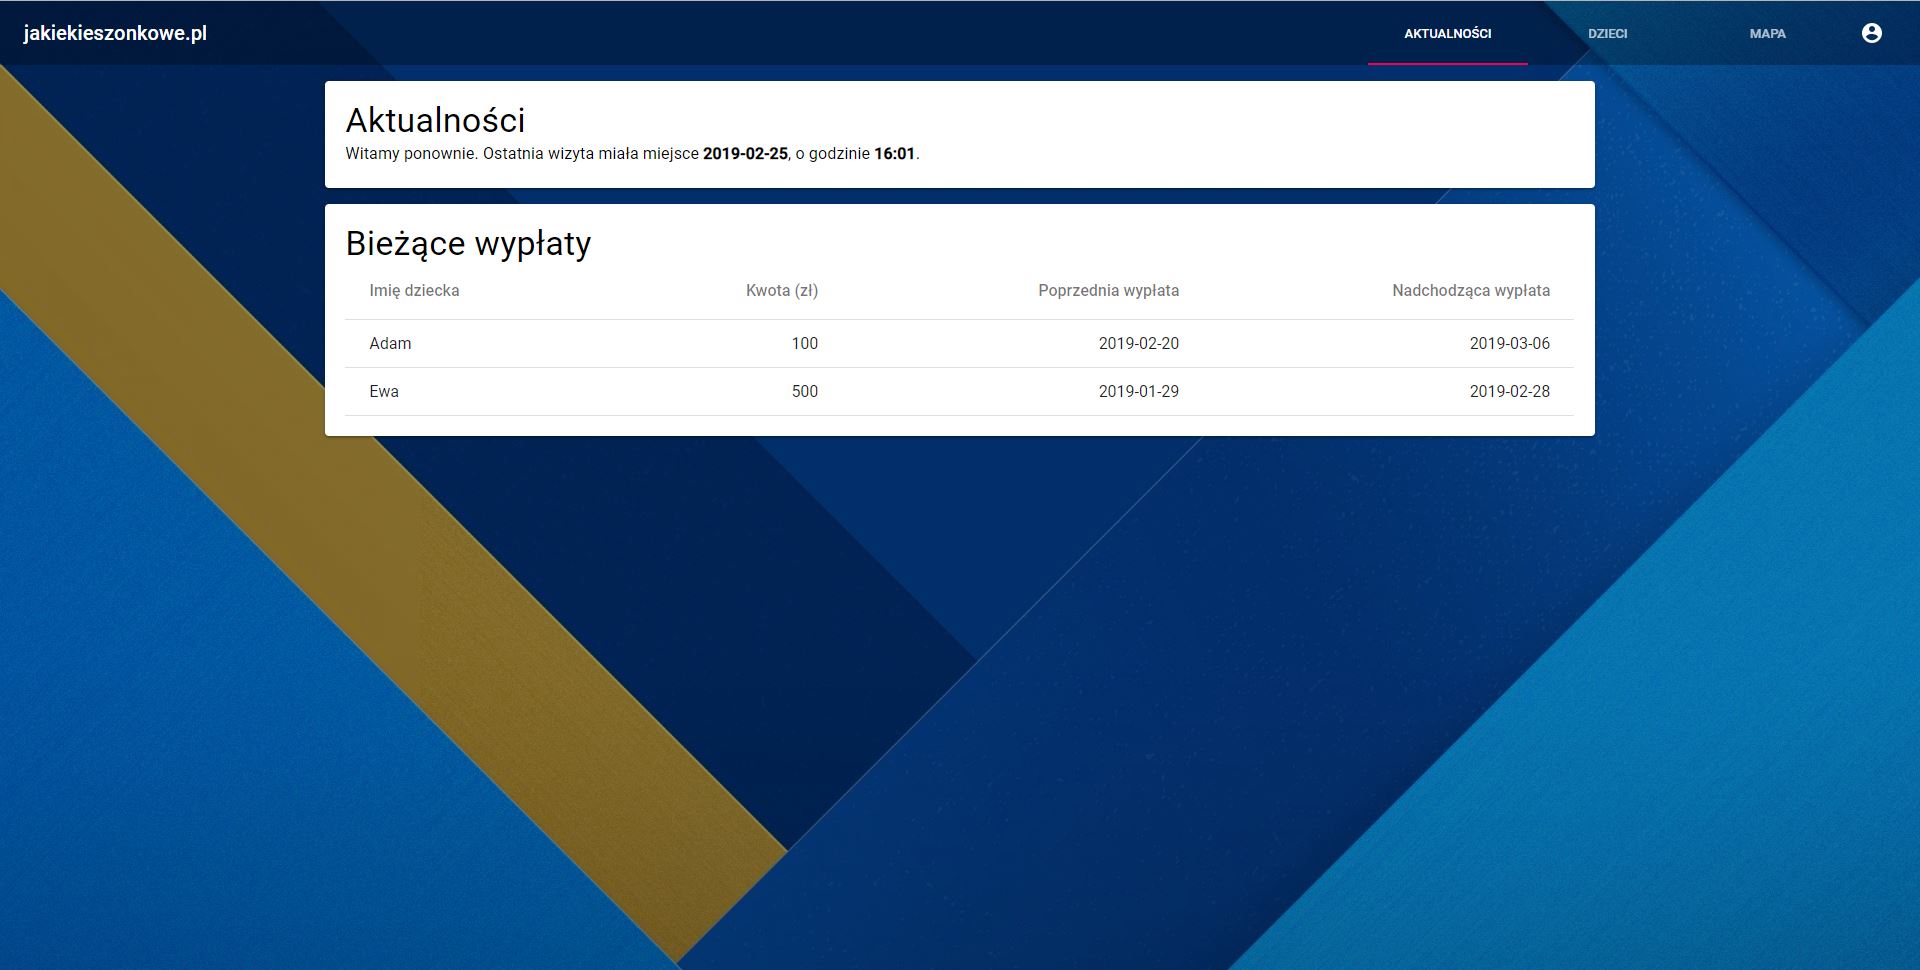 jakiekieszonkowe.pl AKTUALNOŚCI DZIECI MAPA
Aktualności
Witamy ponownie. Ostatnia wizyta miała miejsce 2019-02-25, o godzinie 16:01.
Bieżące wypłaty
Imię dziecka Kwota (zł) Poprzednia wypłata Nadchodząca wypłata
Adam 100 2019-02-20 2019-03-06
Ewa 500 2019-01-29 2019-02-28